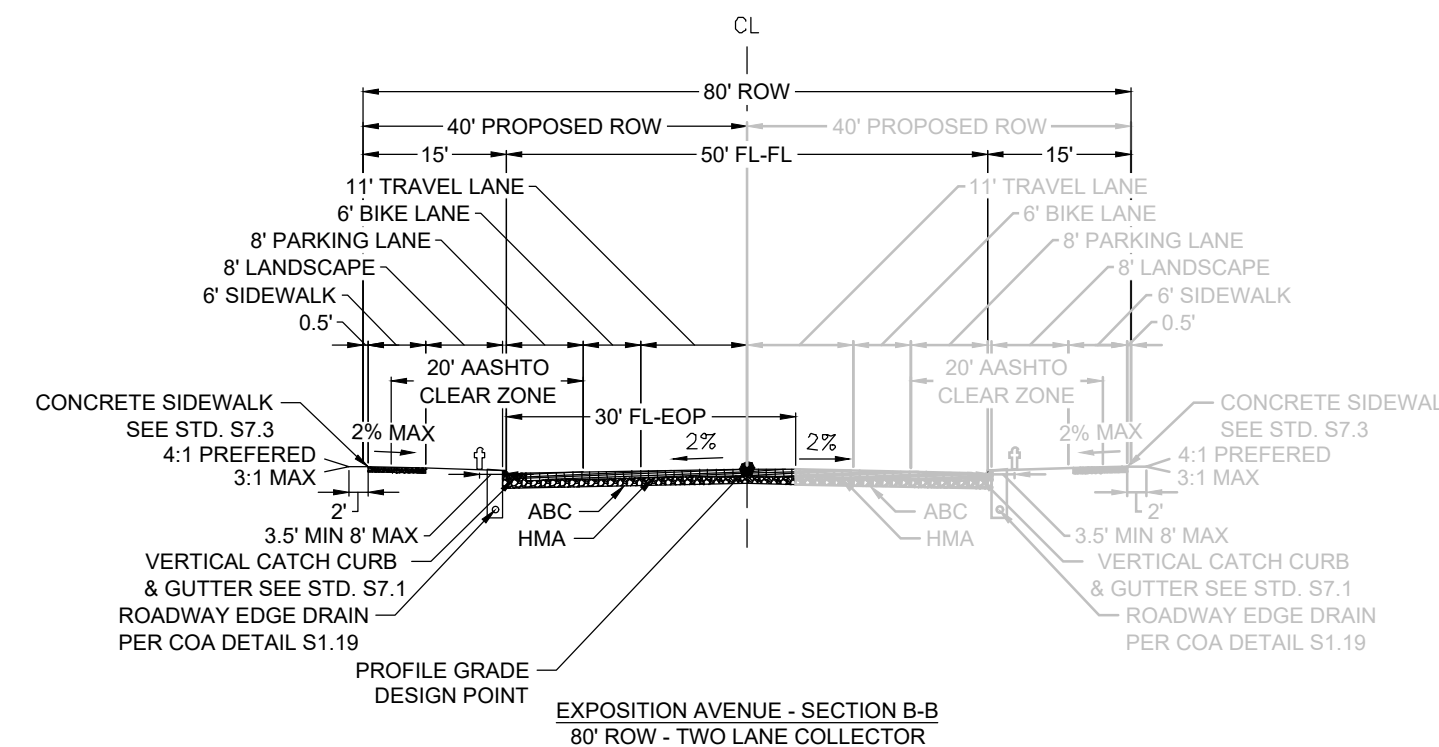 CL
80' ROW
40' PROPOSED ROW
40' PROPOSED ROW
15'
50' FL-FL
15'
11' TRAVEL LANE
6' BIKE LANE
8' PARKING LANE
8' LANDSCAPE
6' SIDEWALK
0.5'
11' TRAVEL LANE
6' BIKE LANE
8' PARKING LANE
8' LANDSCAPE
6' SIDEWALK
0.5'
20' AASHTO
CLEAR ZONE
20' AASHTO
CLEAR ZONE
30' FL-EOP
CONCRETE SIDEWALK
SEE STD. S7.3
2% MAX
4:1 PREFERED
3:1 MAX
2'
2%
2%
CONCRETE SIDEWAL
SEE STD. S7.3
2% MAX
4:1 PREFERED
3:1 MAX
2'
ABC
HMA
ABC
HMA
3.5' MIN 8' MAX
VERTICAL CATCH CURB
& GUTTER SEE STD. S7.1
ROADWAY EDGE DRAIN
PER COA DETAIL S1.19
3.5' MIN 8' MAX
VERTICAL CATCH CURB
& GUTTER SEE STD. S7.1
ROADWAY EDGE DRAIN
PER COA DETAIL S1.19
PROFILE GRADE
DESIGN POINT
EXPOSITION AVENUE - SECTION B-B
80' ROW - TWO LANE COLLECTOR